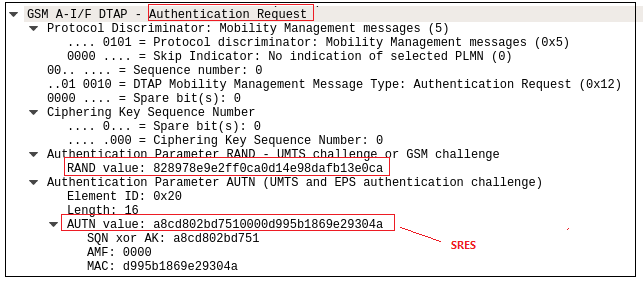 GSM A-I/F DTAP - Authentication Request
Protocol Discriminator: Mobility Management messages (5)
.... 0101 = Protocol discriminator: Mobility Management messages (0x5)
0000 .... = Skip Indicator: No indication of selected PLMN (0)
00.. .... = Sequence number: 0
..01 0010 = DTAP Mobility Management Message Type: Authentication Request (0x12)
0000 .... = Spare bit(s): 0
Ciphering Key Sequence Number
.... 0... = Spare bit(s): 0
.... .000 = Ciphering Key Sequence Number: 0
Authentication Parameter RAND - UMTS challenge or GSM challenge
RAND value: 828978e9e2ff0ca0d14e98dafb13e0ca
Authentication Parameter AUTN (UMTS and EPS authentication challenge)
Element ID: 0x20
Length: 16
AUTN value: a8cd802bd7510000d995b1869e29304a
SQN xor AK: a8cd802bd751
SRES
AMF: 0000
MAC: d995b1869e29304a